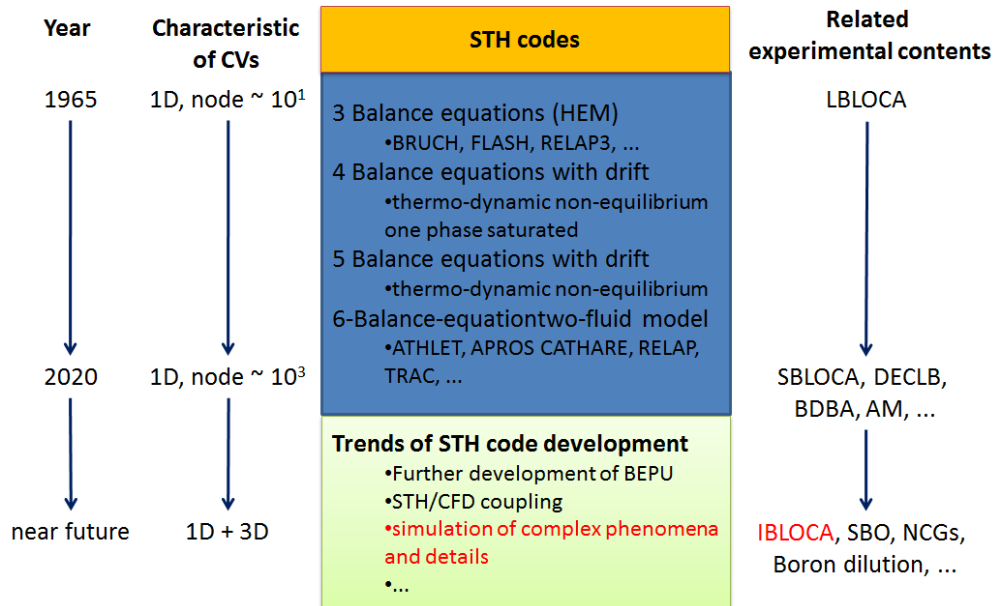 Year
Characteristic
of CVs
STH codes
Related
experimental contents
1965
1D, node ~ 10¹
3 Balance equations (HEM)
•BRUCH, FLASH, RELAP3, ...
4 Balance equations with drift
•thermo-dynamic non-equilibrium
one phase saturated
5 Balance equations with drift
•thermo-dynamic non-equilibrium
6-Balance-equationtwo-fluid model
•ATHLET, APROS CATHARE, RELAP,
TRAC, ...
LBLOCA
2020
1D, node ~ 10³
SBLOCA, DECLB,
BDBA, AM, ...
Trends of STH code development
•Further development of BEPU
•STH/CFD coupling
•simulation of complex phenomena
and details
•...
near future
1D + 3D
IBLOCA, SBO, NCGs,
Boron dilution, ...